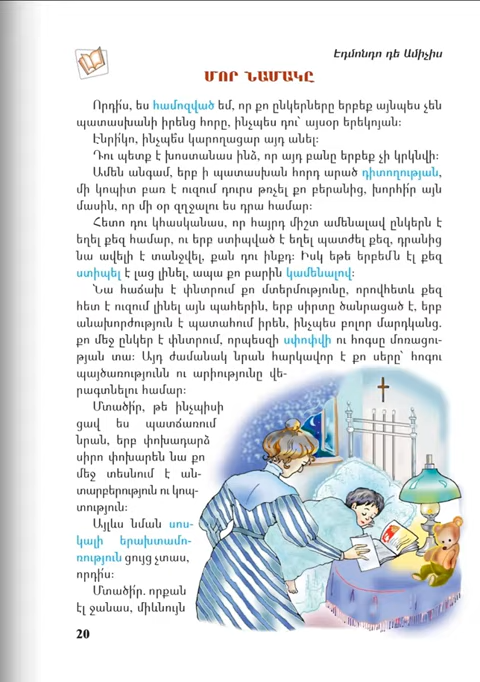 Էդմոնդո դե Ամիչիս
ՄՈՐ ՆԱՄԱԿԸ
Որդի՛ս, ես համոզված եմ, որ քո ընկերները երբեք այնպես չեն
պատասխանի իրենց հորը, ինչպես դու՝ այսօր երեկոյան։
Էնրի՛կո, ինչպե՞ս կարողացար այդ անել։
Դու պետք է խոստանաս ինձ, որ այդ բանը երբեք չի կրկնվի։
Ամեն անգամ, երբ ի պատասխան հորդ արած դիտողության,
մի կոպիտ բառ է ուզում դուրս թռչել քո բերանից, խորհի՛ր այն
մասին, որ մի օր զղջալու ես դրա համար։
Հետո դու կհասկանաս, որ հայրդ միշտ ամենալավ ընկերն է
եղել քեզ համար, ու երբ ստիպված է եղել պատժել քեզ, դրանից
նա ավելի է տանջվել, քան դու ինքդ։ Իսկ եթե երբեմն էլ քեզ
ստիպել է լաց լինել, ապա քո բարին կամենալով։
Նա հաճախ է փնտրում քո մտերմությունը, որովհետև քեզ
հետ է ուզում լինել այն պահերին, երբ սիրտը ծանրացած է, երբ
անախորժություն է պատահում իրեն, ինչպես բոլոր մարդկանց.
քո մեջ ընկեր է փնտրում, որպեսզի սփոփվի ու հոգսը մոռացու-
թյան տա։ Այդ ժամանակ նրան հարկավոր է քո սերը՝ հոգու
պայծառությունն ու արիությունը վե-
րագտնելու համար։
Մտածի՛ր, թե ինչպիսի
ցավ ես պատճառում
նրան, երբ փոխադարձ
սիրո փոխարեն նա քո
մեջ տեսնում է ան-
տարբերություն ու կոպ-
տություն։
Այլևս նման սոս-
կալի երախտամո-
ռություն ցույց չտաս,
որդի՛ս։
Մտածի՛ր. որքան
էլ ջանաս, միևնույն
20